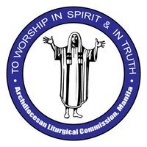 TO WORSHIP IN SPIRIT & IN TRUTH
• Archdiocesan Liturgical Commission, Manila •